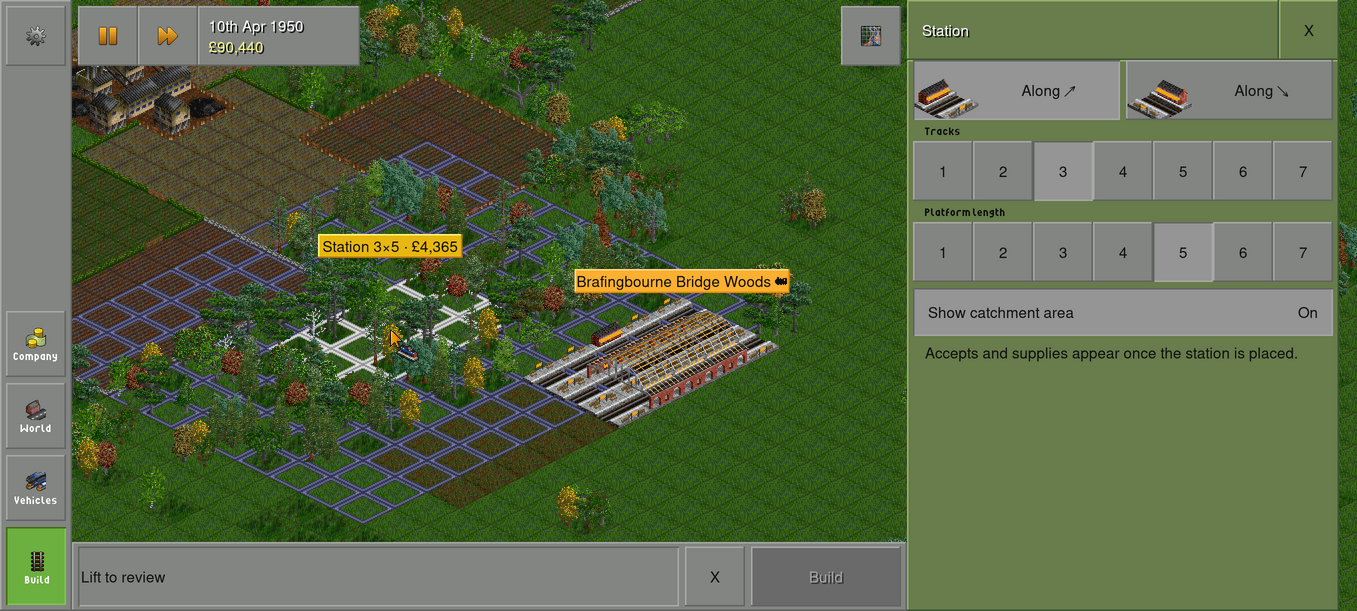 10th Apr 1950
£90,440
Station
X
Along ↗
Along ↘
Tracks
1 2 3 4 5 6 7
Platform length
1 2 3 4 5 6 7
Show catchment area On
Accepts and supplies appear once the station is placed.
Station 3×5 · £4,365
Brafingbourne Bridge Woods
Company
World
Vehicles
Build
Lift to review
X
Build